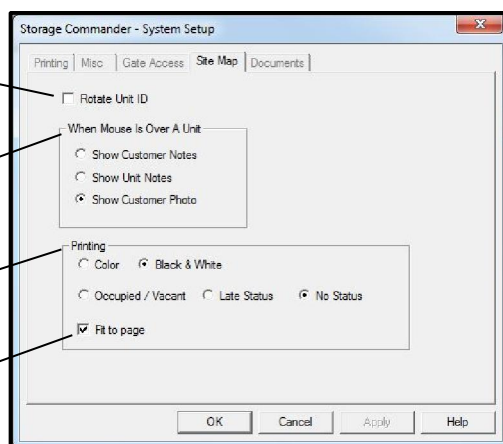 Storage Commander - System Setup
Printing Misc Gate Access Site Map Documents
Rotate Unit ID
When Mouse Is Over A Unit
Show Customer Notes
Show Unit Notes
Show Customer Photo
Printing
Color Black & White
Occupied / Vacant Late Status No Status
Fit to page
OK Cancel Apply Help